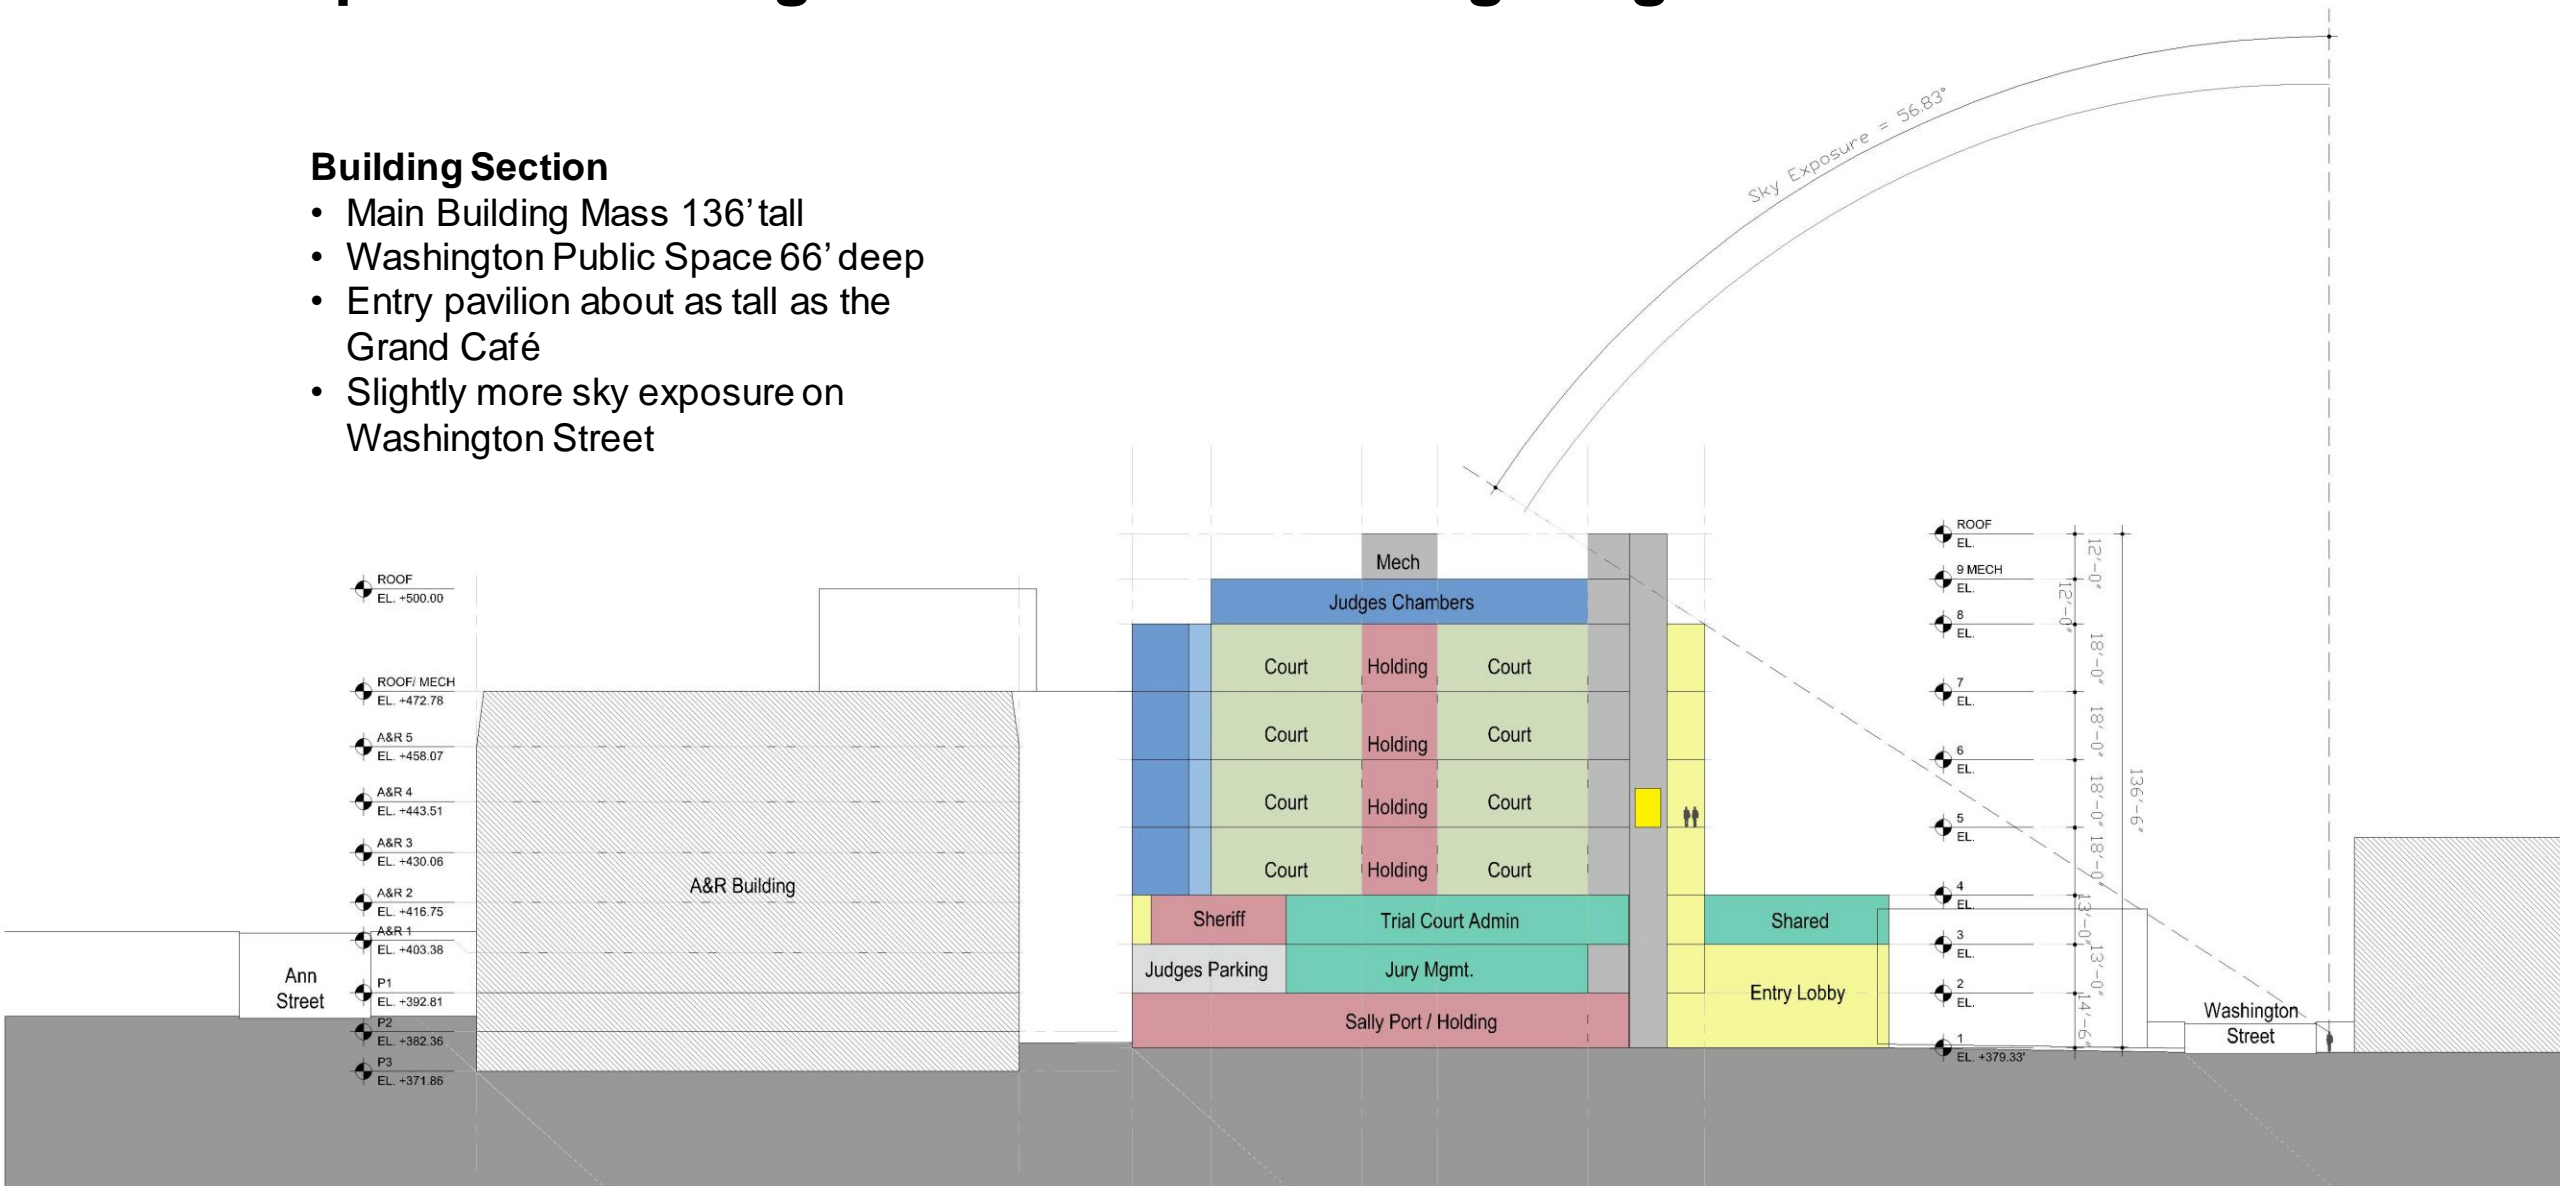 Building Section
• Main Building Mass 136’ tall
• Washington Public Space 66’ deep
• Entry pavilion about as tall as the
Grand Café
• Slightly more sky exposure on
Washington Street
Sky Exposure = 56.83°
ROOF
EL. +500.00
ROOF/ MECH
EL. +472.78
A&R 5
EL. +458.07
A&R 4
EL. +443.51
A&R 3
EL. +430.06
A&R 2
EL. +416.75
A&R 1
EL. +403.38
P1
EL. +392.81
P2
EL. +382.36
P3
EL. +371.86
Ann
Street
A&R Building
Mech
Judges Chambers
Court Holding Court
Court Holding Court
Court Holding Court
Court Holding Court
Sheriff Trial Court Admin Shared
Judges Parking Jury Mgmt.
Entry Lobby
Sally Port / Holding
ROOF
EL.
9 MECH
EL.
8
EL.
7
EL.
6
EL.
5
EL.
4
EL.
3
EL.
2
EL.
1
EL. +379.33'
12'-0"
12'-0"
18'-0"
18'-0"
18'-0"
18'-0"
13'-0"
13'-0"
14'-6"
136'-6"
Washington
Street